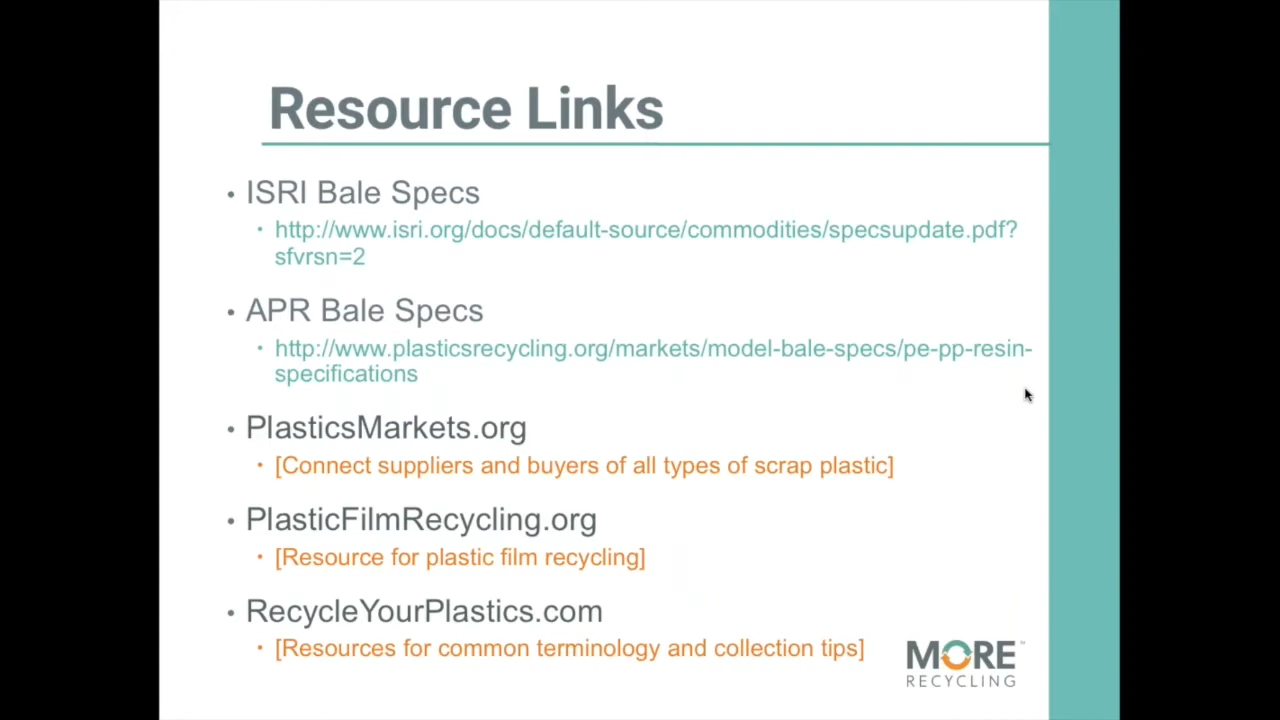 Resource Links
• ISRI Bale Specs
• http://www.isri.org/docs/default-source/commodities/specsupdate.pdf?
sfvrsn=2
• APR Bale Specs
• http://www.plasticsrecycling.org/markets/model-bale-specs/pe-pp-resin-
specifications
• PlasticsMarkets.org
• [Connect suppliers and buyers of all types of scrap plastic]
• PlasticFilmRecycling.org
• [Resource for plastic film recycling]
• RecycleYourPlastics.com
• [Resources for common terminology and collection tips]
MORE™
RECYCLING